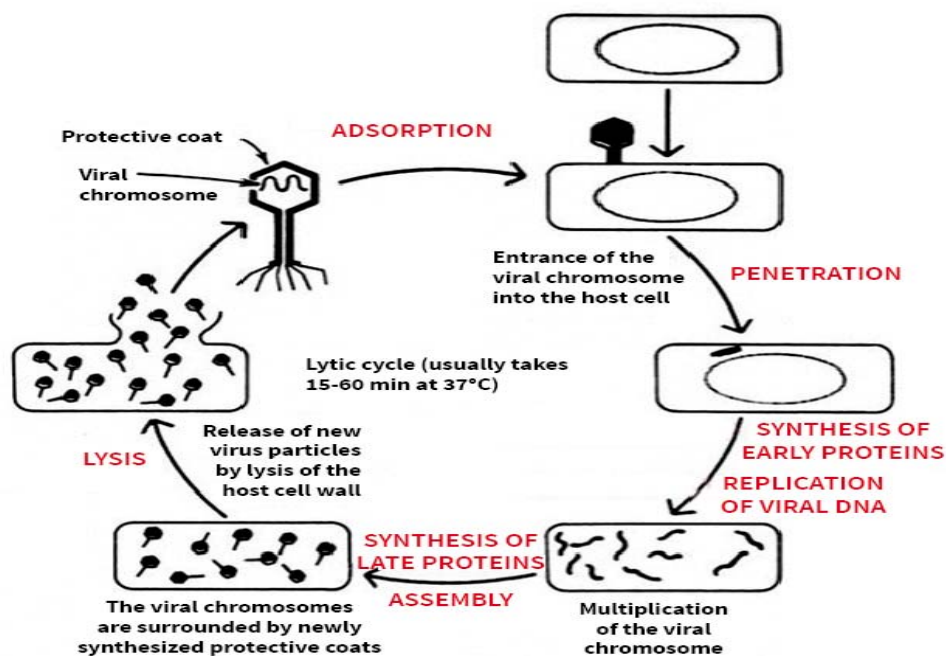 ADSORPTION
Protective coat
Viral
chromosome
Entrance of the
viral chromosome
into the host cell
PENETRATION
Lytic cycle (usually takes
15-60 min at 37°C)
SYNTHESIS OF
EARLY PROTEINS
REPLICATION
OF VIRAL DNA
Release of new
virus particles
by lysis of the
host cell wall
LYSIS
SYNTHESIS OF
LATE PROTEINS
ASSEMBLY
The viral chromosomes
are surrounded by newly
synthesized protective coats
Multiplication
of the viral
chromosome